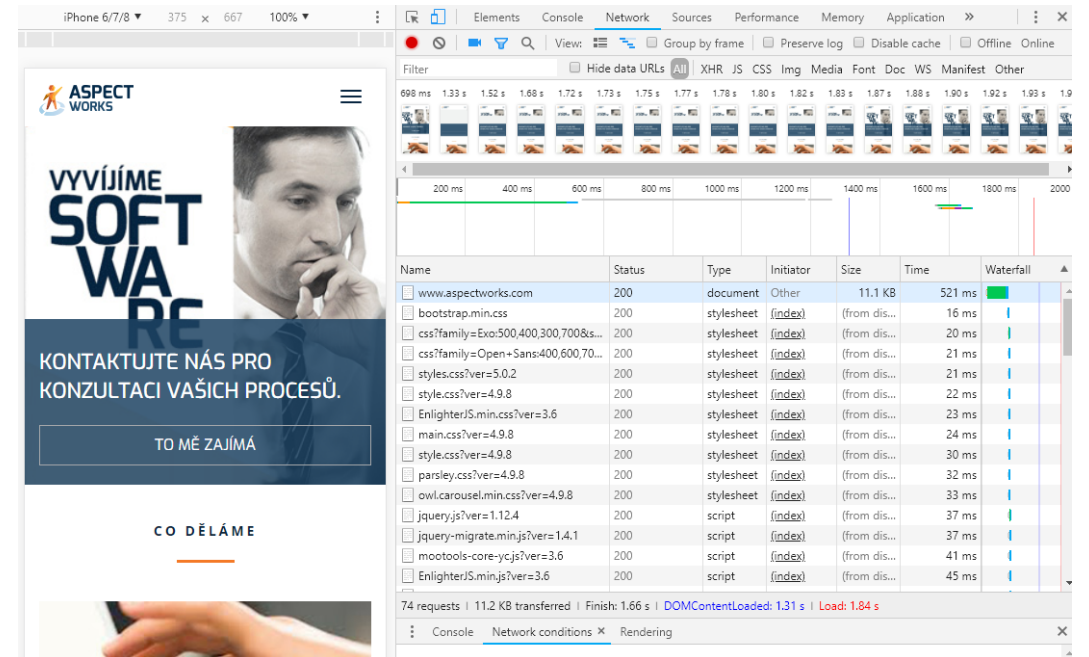 iPhone 6/7/8 ▼ 375 x 667 100% ▼
ASPECT
WORKS
VYVÍJÍME
SOFT
WA
RE
KONTAKTUJTE NÁS PRO
KONZULTACI VAŠICH PROCESŮ.
TO MĚ ZAJÍMÁ
CO DĚLÁME
Elements Console Network Sources Performance Memory Application »
View: Group by frame Preserve log Disable cache Offline Online
Filter Hide data URLs All XHR JS CSS Img Media Font Doc WS Manifest Other
698 ms 1.33 s 1.52 s 1.68 s 1.72 s 1.73 s 1.75 s 1.77 s 1.78 s 1.80 s 1.82 s 1.83 s 1.87 s 1.88 s 1.90 s 1.92 s 1.93 s 1.9
200 ms 400 ms 600 ms 800 ms 1000 ms 1200 ms 1400 ms 1600 ms 1800 ms 2000
Name Status Type Initiator Size Time Waterfall ▲
www.aspectworks.com 200 document Other 11.1 KB 521 ms
bootstrap.min.css 200 stylesheet (index) (from dis... 16 ms
css?family=Exo:500,400,300,700&s... 200 stylesheet (index) (from dis... 20 ms
css?family=Open+Sans:400,600,70... 200 stylesheet (index) (from dis... 21 ms
styles.css?ver=5.0.2 200 stylesheet (index) (from dis... 21 ms
style.css?ver=4.9.8 200 stylesheet (index) (from dis... 22 ms
EnlighterJS.min.css?ver=3.6 200 stylesheet (index) (from dis... 23 ms
main.css?ver=4.9.8 200 stylesheet (index) (from dis... 24 ms
style.css?ver=4.9.8 200 stylesheet (index) (from dis... 30 ms
parsley.css?ver=4.9.8 200 stylesheet (index) (from dis... 32 ms
owl.carousel.min.css?ver=4.9.8 200 stylesheet (index) (from dis... 33 ms
jquery.js?ver=1.12.4 200 script (index) (from dis... 37 ms
jquery-migrate.min.js?ver=1.4.1 200 script (index) (from dis... 37 ms
mootools-core-yc.js?ver=3.6 200 script (index) (from dis... 41 ms
EnlighterJS.min.js?ver=3.6 200 script (index) (from dis... 45 ms
74 requests | 11.2 KB transferred | Finish: 1.66 s | DOMContentLoaded: 1.31 s | Load: 1.84 s
Console Network conditions × Rendering